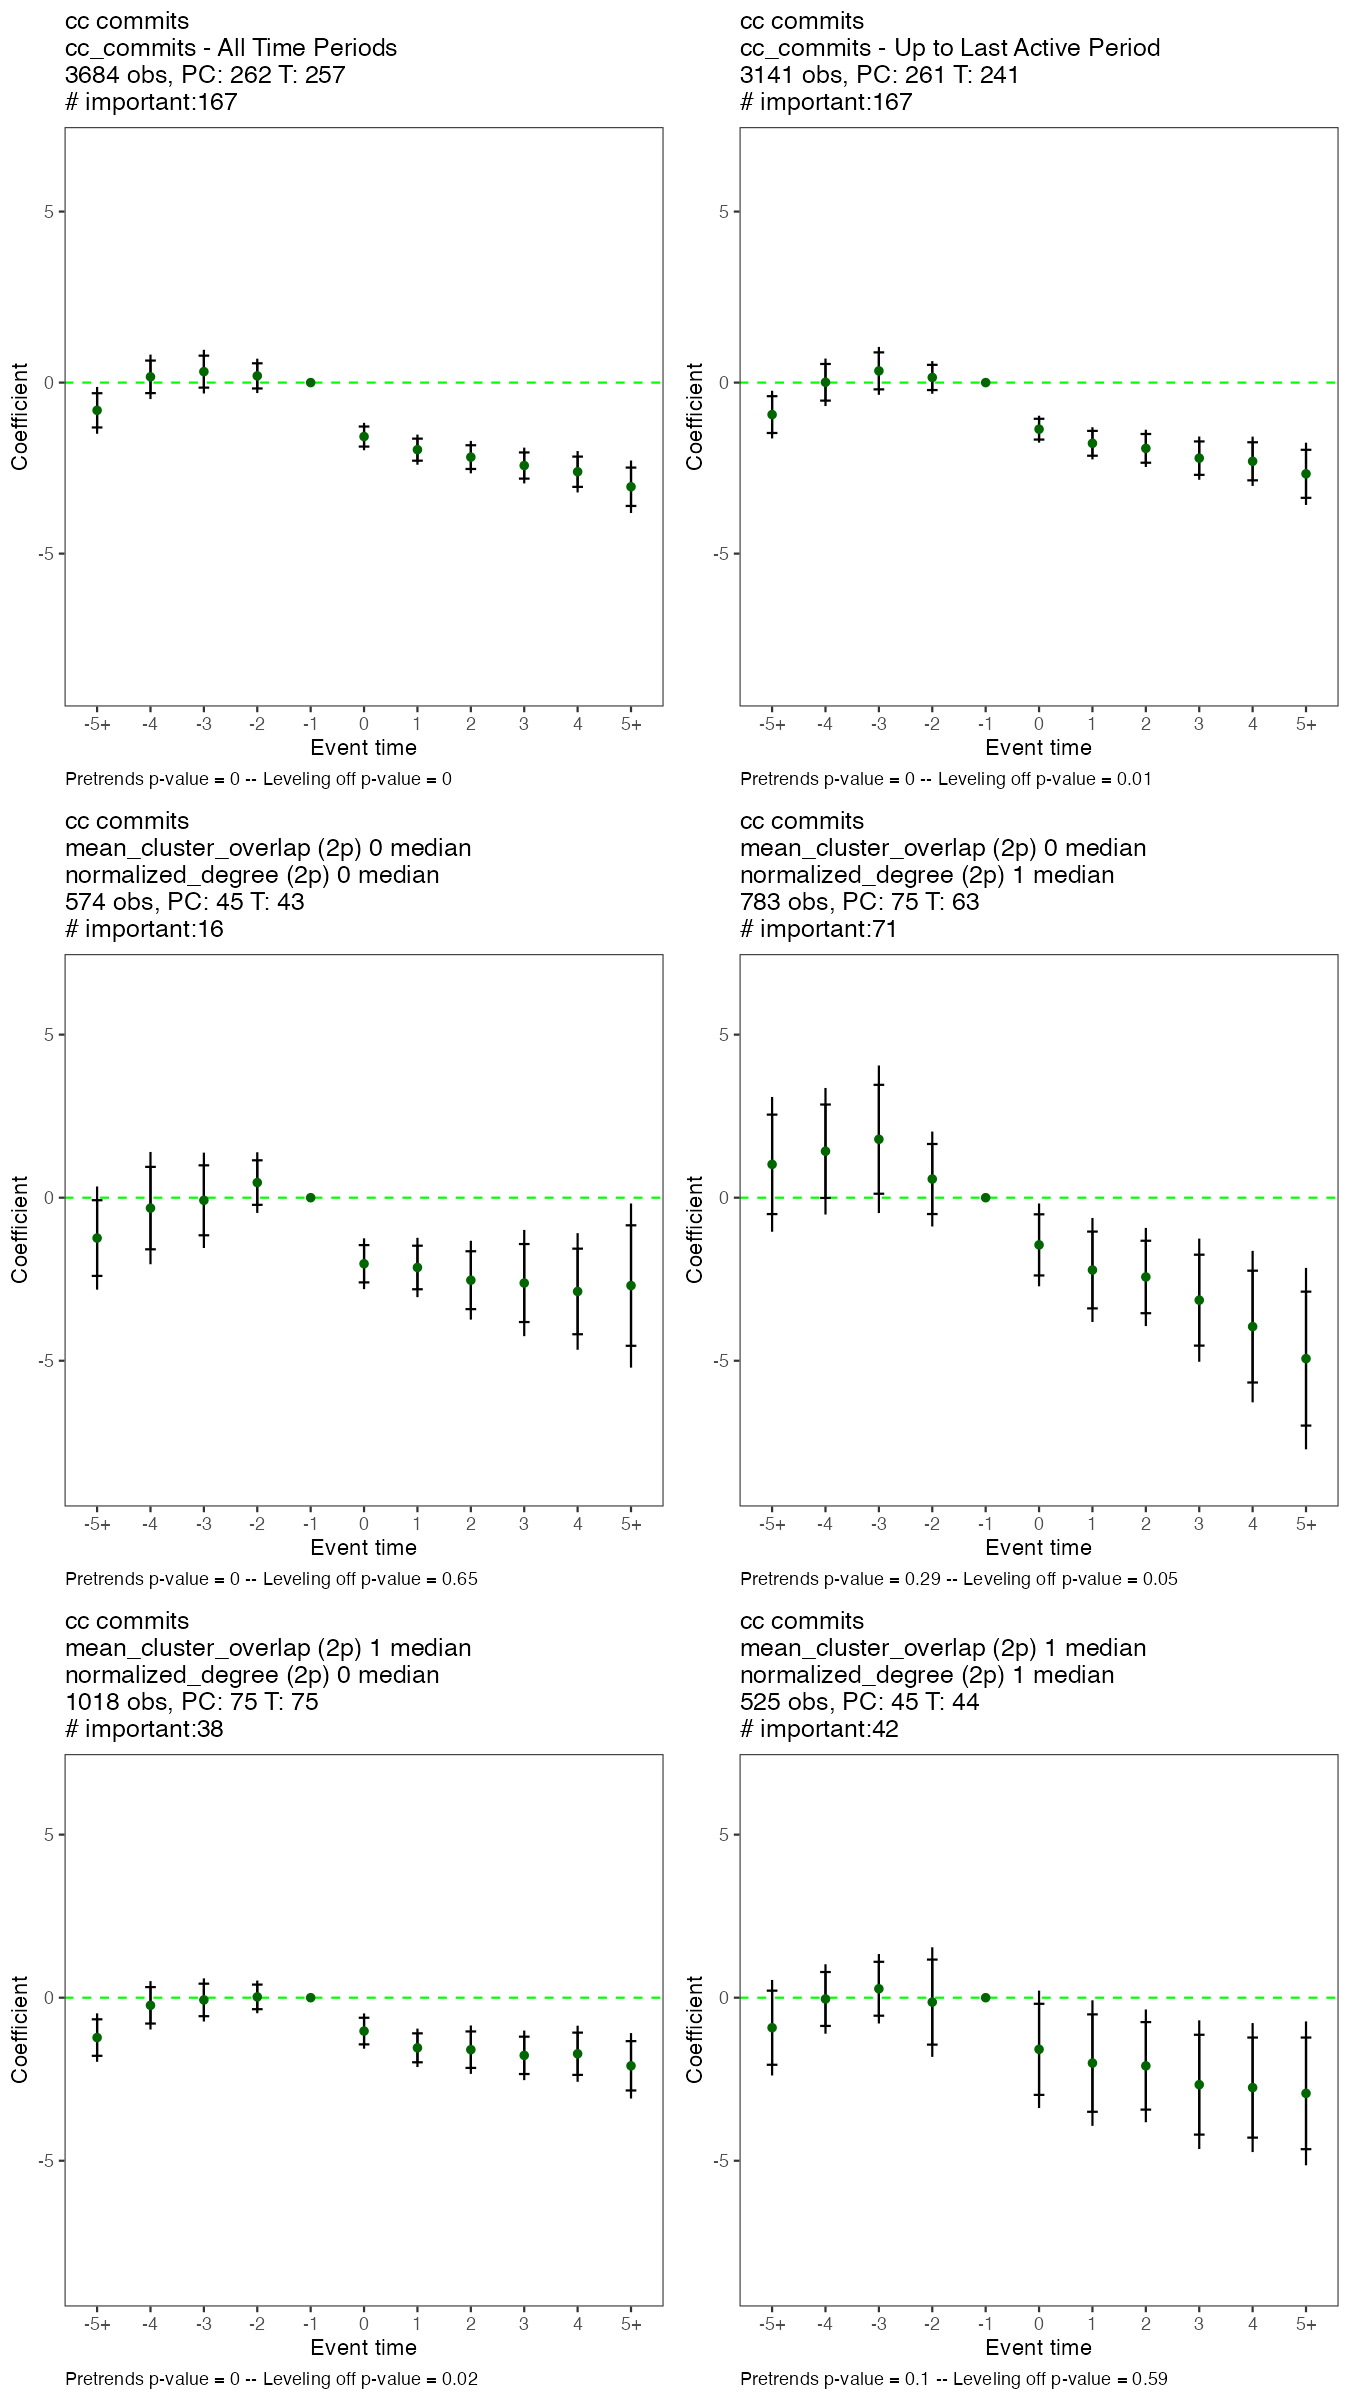 cc commits
cc_commits - All Time Periods
3684 obs, PC: 262 T: 257
# important:167
5
0
-5
Coefficient
-5+ -4 -3 -2 -1 0 1 2 3 4 5+
Event time
Pretrends p-value = 0 -- Leveling off p-value = 0
cc commits
cc_commits - Up to Last Active Period
3141 obs, PC: 261 T: 241
# important:167
5
0
-5
Coefficient
-5+ -4 -3 -2 -1 0 1 2 3 4 5+
Event time
Pretrends p-value = 0 -- Leveling off p-value = 0.01
cc commits
mean_cluster_overlap (2p) 0 median
normalized_degree (2p) 0 median
574 obs, PC: 45 T: 43
# important:16
5
0
-5
Coefficient
-5+ -4 -3 -2 -1 0 1 2 3 4 5+
Event time
Pretrends p-value = 0 -- Leveling off p-value = 0.65
cc commits
mean_cluster_overlap (2p) 0 median
normalized_degree (2p) 1 median
783 obs, PC: 75 T: 63
# important:71
5
0
-5
Coefficient
-5+ -4 -3 -2 -1 0 1 2 3 4 5+
Event time
Pretrends p-value = 0.29 -- Leveling off p-value = 0.05
cc commits
mean_cluster_overlap (2p) 1 median
normalized_degree (2p) 0 median
1018 obs, PC: 75 T: 75
# important:38
5
0
-5
Coefficient
-5+ -4 -3 -2 -1 0 1 2 3 4 5+
Event time
Pretrends p-value = 0 -- Leveling off p-value = 0.02
cc commits
mean_cluster_overlap (2p) 1 median
normalized_degree (2p) 1 median
525 obs, PC: 45 T: 44
# important:42
5
0
-5
Coefficient
-5+ -4 -3 -2 -1 0 1 2 3 4 5+
Event time
Pretrends p-value = 0.1 -- Leveling off p-value = 0.59